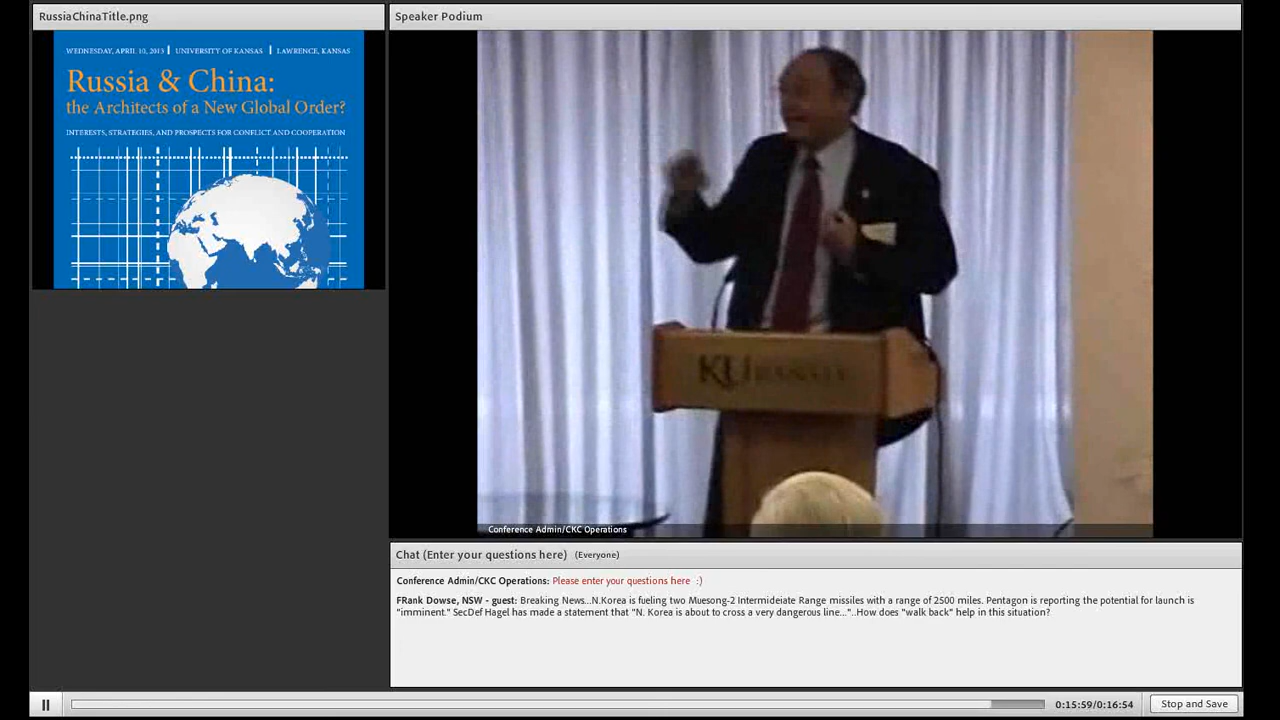 RussiaChinaTitle.png
Speaker Podium
WEDNESDAY, APRIL 10, 2013 | UNIVERSITY OF KANSAS | LAWRENCE, KANSAS
Russia & China:
the Architects of a New Global Order?
INTERESTS, STRATEGIES, AND PROSPECTS FOR CONFLICT AND COOPERATION
KU
Conference Admin/CKC Operations
Chat (Enter your questions here) (Everyone)
Conference Admin/CKC Operations: Please enter your questions here :)
FRank Dowse, NSW - guest: Breaking News...N.Korea is fueling two Muesong-2 Intermideiate Range missiles with a range of 2500 miles. Pentagon is reporting the potential for launch is
"imminent." SecDef Hagel has made a statement that "N. Korea is about to cross a very dangerous line..."..How does "walk back" help in this situation?
0:15:59/0:16:54
Stop and Save